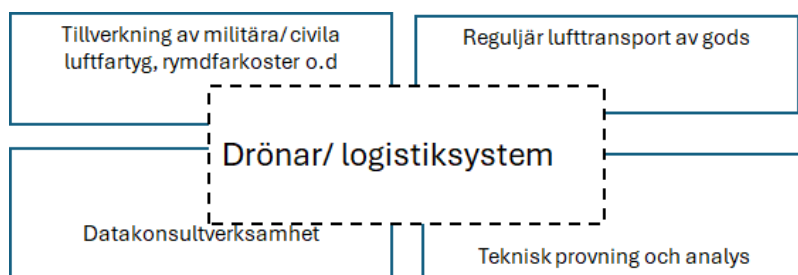 Tillverkning av militära/ civila
luftfartyg, rymdfarkoster o.d
Reguljär lufttransport av gods
Drönar/ logistiksystem
Datakonsultverksamhet
Teknisk provning och analys